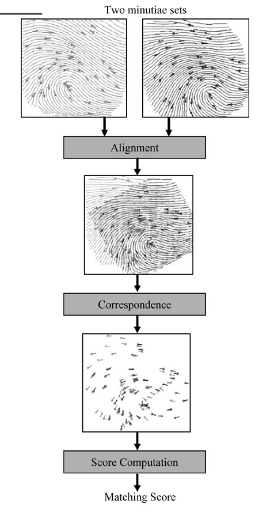 Two minutiae sets
Alignment
Correspondence
Score Computation
Matching Score